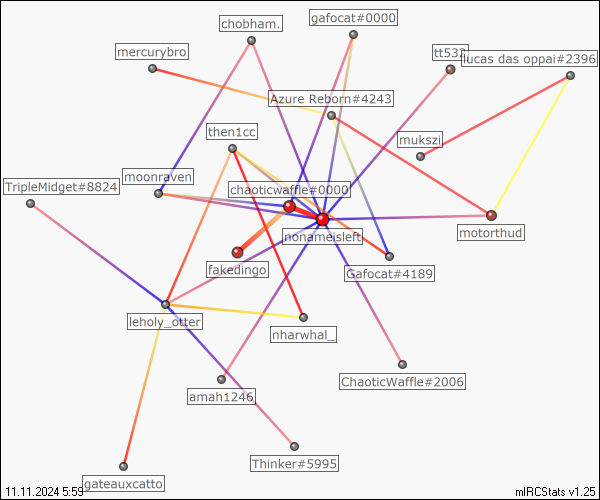 gafocat#0000
chobham.
mercurybro
tt532
lucas das oppai#2396
Azure Reborn#4243
then1cc
mukszi
moonraven
TripleMidget#8824
chaoticwaffle#0000
motorthud
nonameisleft
fakedingo
Gafocat#4189
leholy_otter
nharwhal_
ChaoticWaffle#2006
amah1246
Thinker#5995
gateauxcatto
11.11.2024 5:59
mIRCStats v1.25